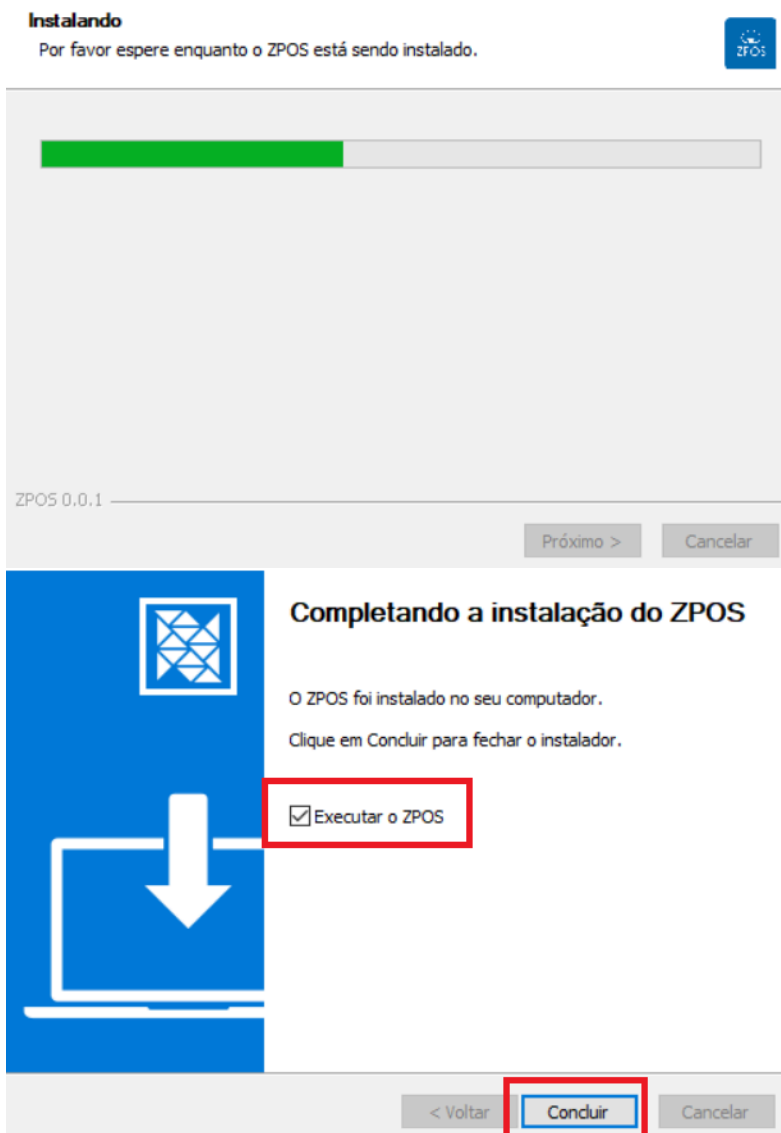 Instalando
Por favor espere enquanto o ZPOS está sendo instalado.
ZPOS
ZPOS 0.0.1
Próximo >
Cancelar
Completando a instalação do ZPOS
O ZPOS foi instalado no seu computador.
Clique em Concluir para fechar o instalador.
Executar o ZPOS
< Voltar
Concluir
Cancelar